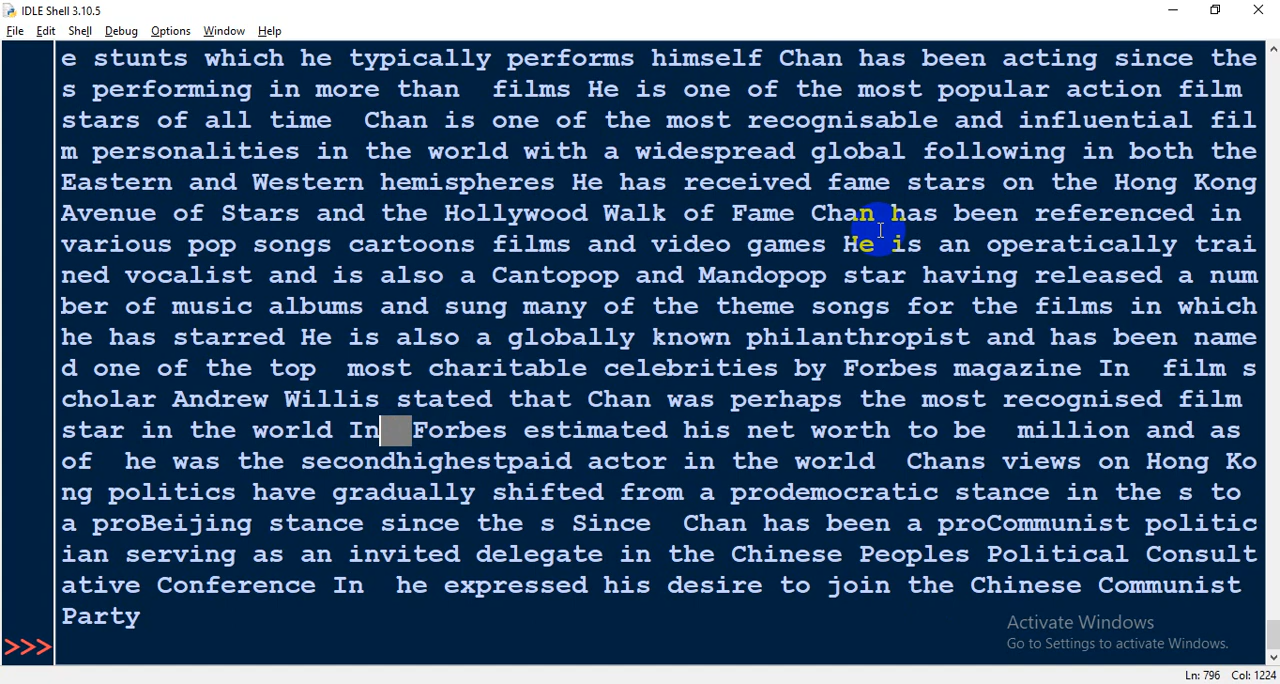 IDLE Shell 3.10.5
File Edit Shell Debug Options Window Help
e stunts which he typically performs himself Chan has been acting since the
s performing in more than  films He is one of the most popular action film
stars of all time  Chan is one of the most recognisable and influential fil
m personalities in the world with a widespread global following in both the
Eastern and Western hemispheres He has received fame stars on the Hong Kong
Avenue of Stars and the Hollywood Walk of Fame Chan has been referenced in
various pop songs cartoons films and video games He is an operatically trai
ned vocalist and is also a Cantopop and Mandopop star having released a num
ber of music albums and sung many of the theme songs for the films in which
he has starred He is also a globally known philanthropist and has been name
d one of the top  most charitable celebrities by Forbes magazine In  film s
cholar Andrew Willis stated that Chan was perhaps the most recognised film
star in the world In  Forbes estimated his net worth to be  million and as
of  he was the secondhighestpaid actor in the world  Chans views on Hong Ko
ng politics have gradually shifted from a prodemocratic stance in the s to
a proBeijing stance since the s Since  Chan has been a proCommunist politic
ian serving as an invited delegate in the Chinese Peoples Political Consult
ative Conference In  he expressed his desire to join the Chinese Communist
Party
>>>
Activate Windows
Go to Settings to activate Windows.
Ln: 796 Col: 1224